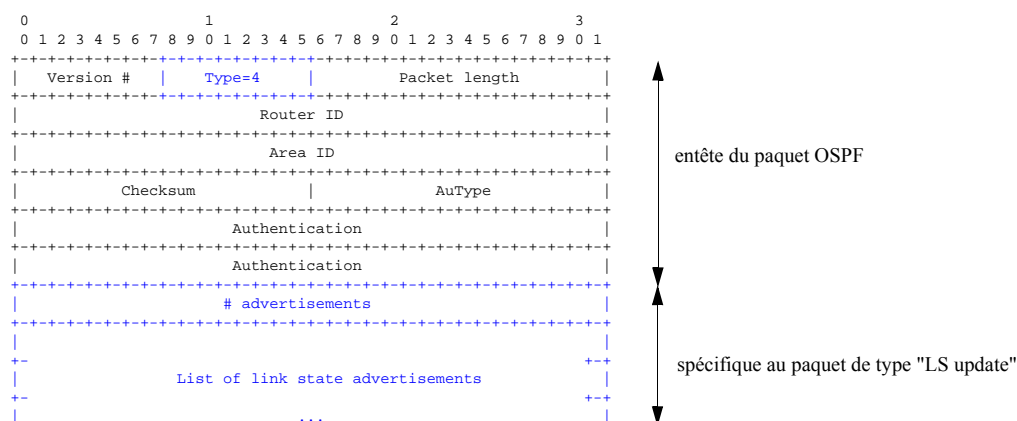 0 1 2 3
0 1 2 3 4 5 6 7 8 9 0 1 2 3 4 5 6 7 8 9 0 1 2 3 4 5 6 7 8 9 0 1
+-+-+-+-+-+-+-+-+-+-+-+-+-+-+-+-+-+-+-+-+-+-+-+-+-+-+-+-+-+-+-+-+
| Version # | Type=4 | Packet length |
+-+-+-+-+-+-+-+-+-+-+-+-+-+-+-+-+-+-+-+-+-+-+-+-+-+-+-+-+-+-+-+-+
| Router ID |
+-+-+-+-+-+-+-+-+-+-+-+-+-+-+-+-+-+-+-+-+-+-+-+-+-+-+-+-+-+-+-+-+
| Area ID |
entête du paquet OSPF
+-+-+-+-+-+-+-+-+-+-+-+-+-+-+-+-+-+-+-+-+-+-+-+-+-+-+-+-+-+-+-+-+
| Checksum | AuType |
+-+-+-+-+-+-+-+-+-+-+-+-+-+-+-+-+-+-+-+-+-+-+-+-+-+-+-+-+-+-+-+-+
| Authentication |
+-+-+-+-+-+-+-+-+-+-+-+-+-+-+-+-+-+-+-+-+-+-+-+-+-+-+-+-+-+-+-+-+
| Authentication |
+-+-+-+-+-+-+-+-+-+-+-+-+-+-+-+-+-+-+-+-+-+-+-+-+-+-+-+-+-+-+-+-+
| # advertisements |
+-+-+-+-+-+-+-+-+-+-+-+-+-+-+-+-+-+-+-+-+-+-+-+-+-+-+-+-+-+-+-+-+
| |
+- +-+
spécifique au paquet de type "LS update"
| List of link state advertisements |
+- +-+
| ... |